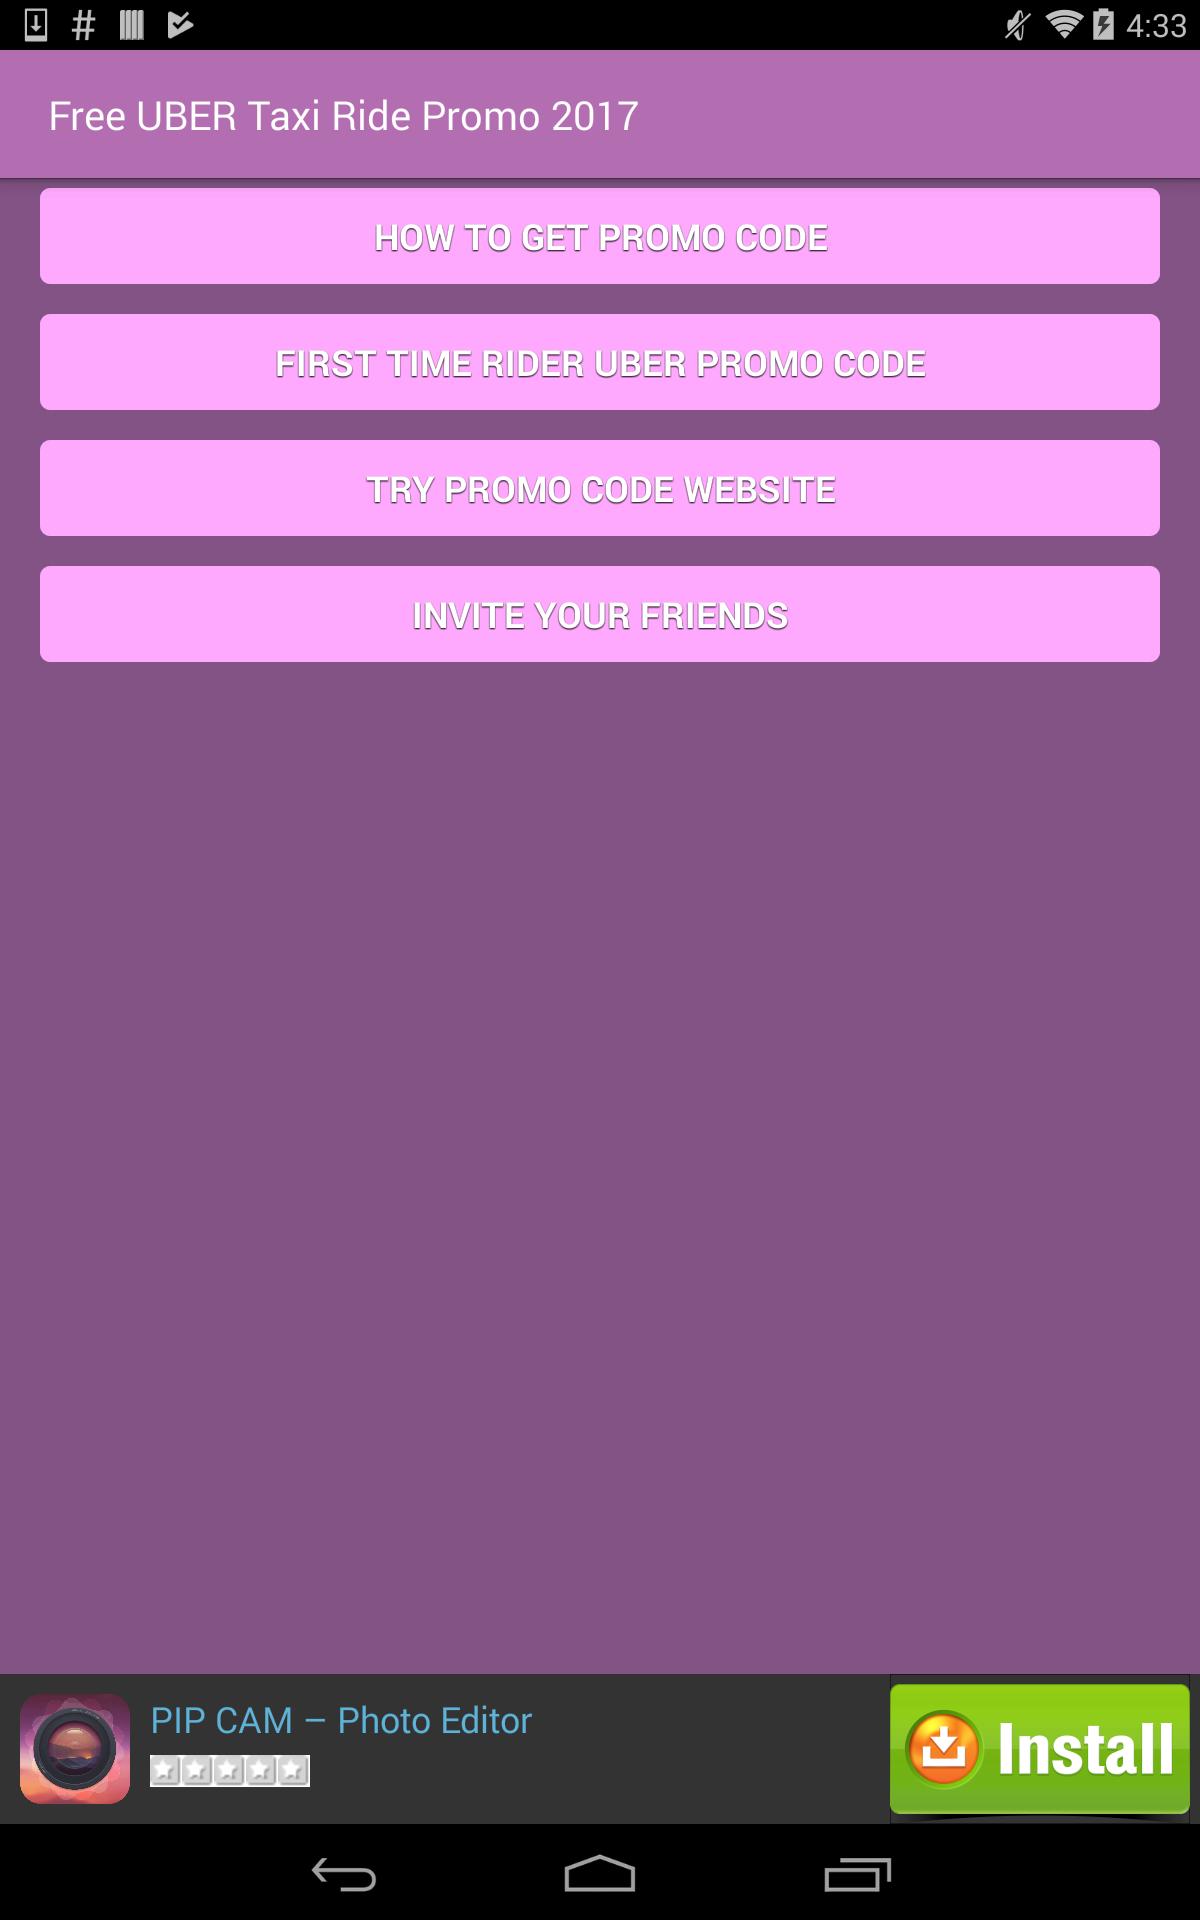 4:33
Free UBER Taxi Ride Promo 2017
HOW TO GET PROMO CODE
FIRST TIME RIDER UBER PROMO CODE
TRY PROMO CODE WEBSITE
INVITE YOUR FRIENDS
PIP CAM – Photo Editor
Install